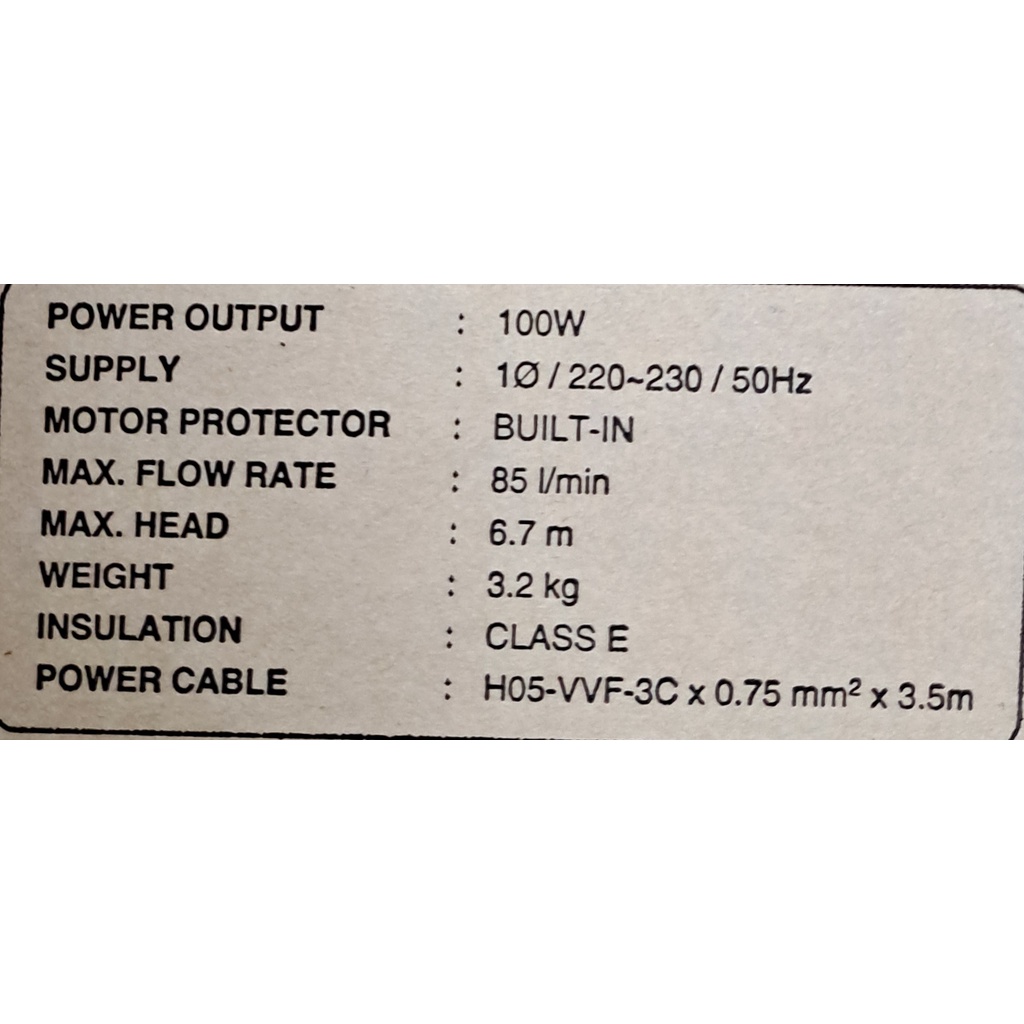 POWER OUTPUT : 100W
SUPPLY : 1Ø / 220~230 / 50Hz
MOTOR PROTECTOR : BUILT-IN
MAX. FLOW RATE : 85 l/min
MAX. HEAD : 6.7 m
WEIGHT : 3.2 kg
INSULATION : CLASS E
POWER CABLE : H05-VVF-3C x 0.75 mm² x 3.5m